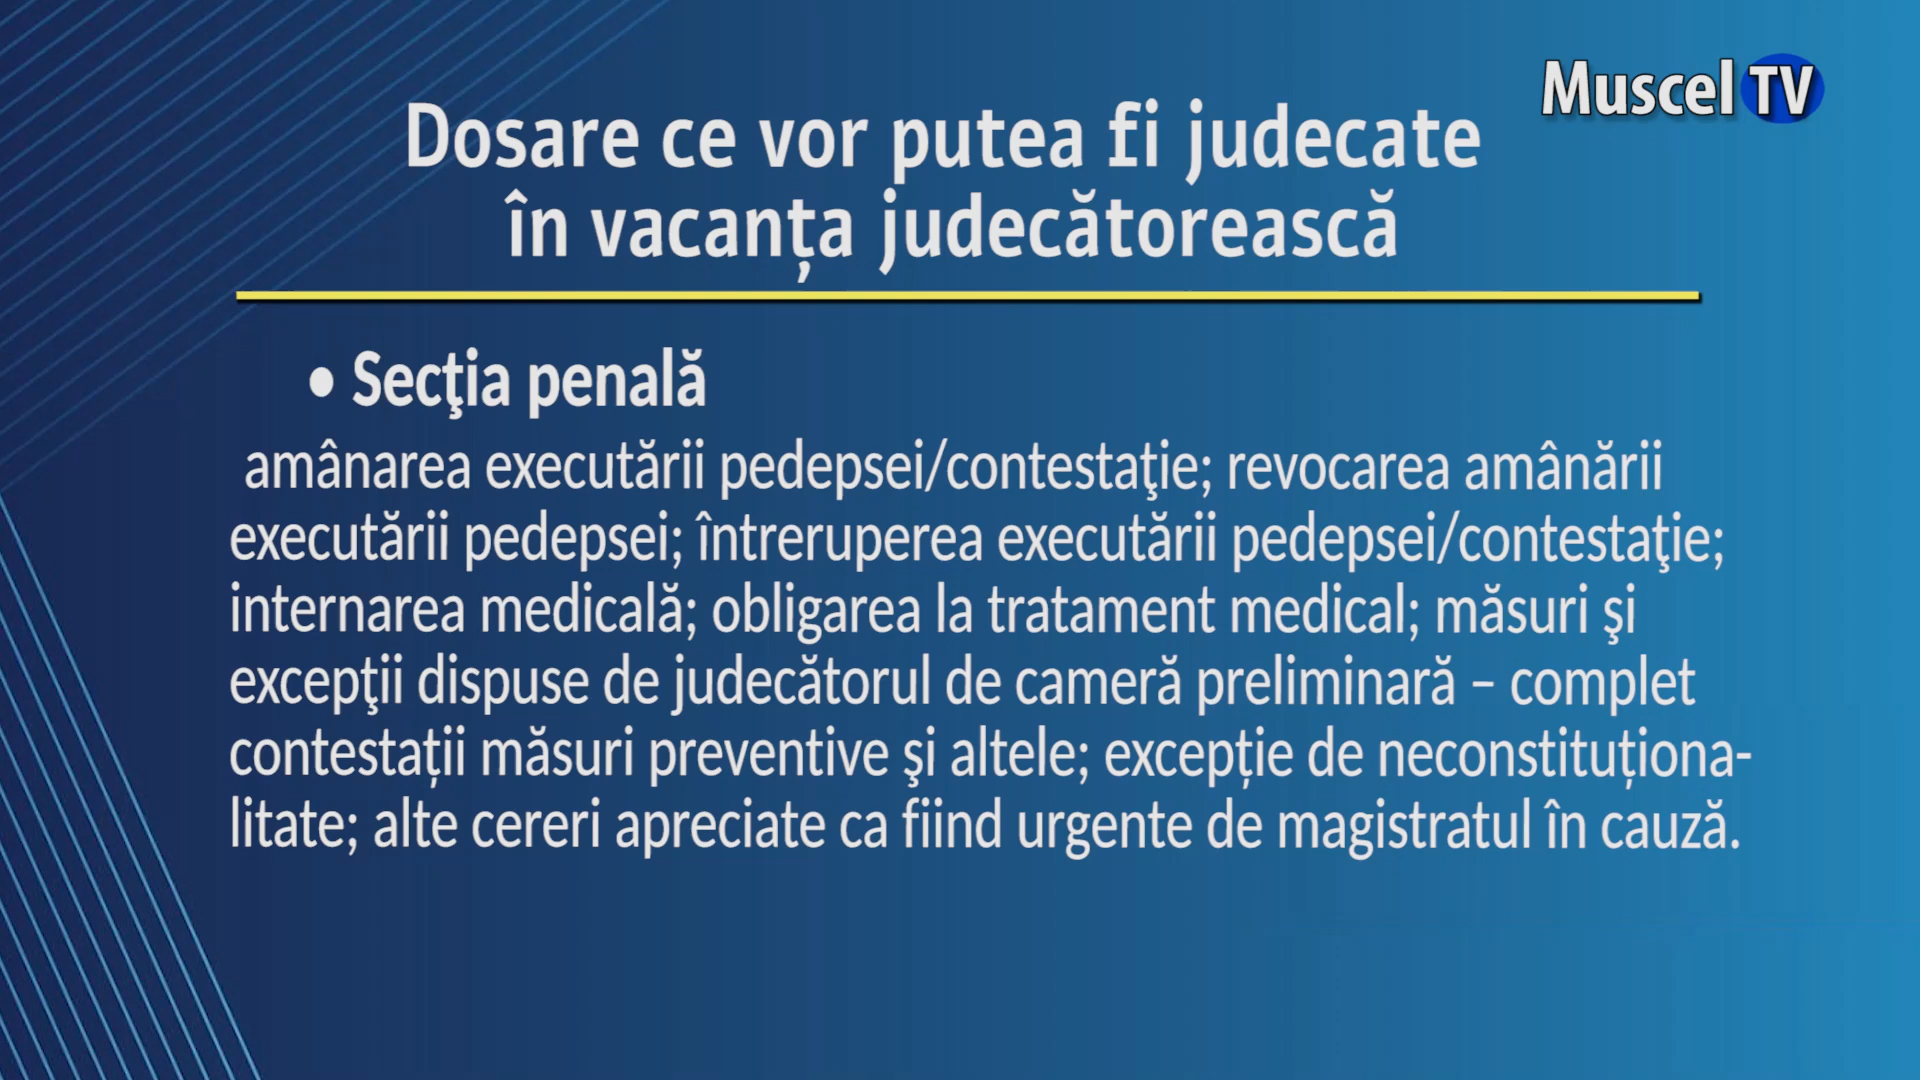 Muscel TV
Dosare ce vor putea fi judecate
în vacanța judecătorească
• Secţia penală
amânarea executării pedepsei/contestaţie; revocarea amânării
executării pedepsei; întreruperea executării pedepsei/contestaţie;
internarea medicală; obligarea la tratament medical; măsuri şi
excepţii dispuse de judecătorul de cameră preliminară – complet
contestații măsuri preventive şi altele; excepție de neconstituționa-
litate; alte cereri apreciate ca fiind urgente de magistratul în cauză.